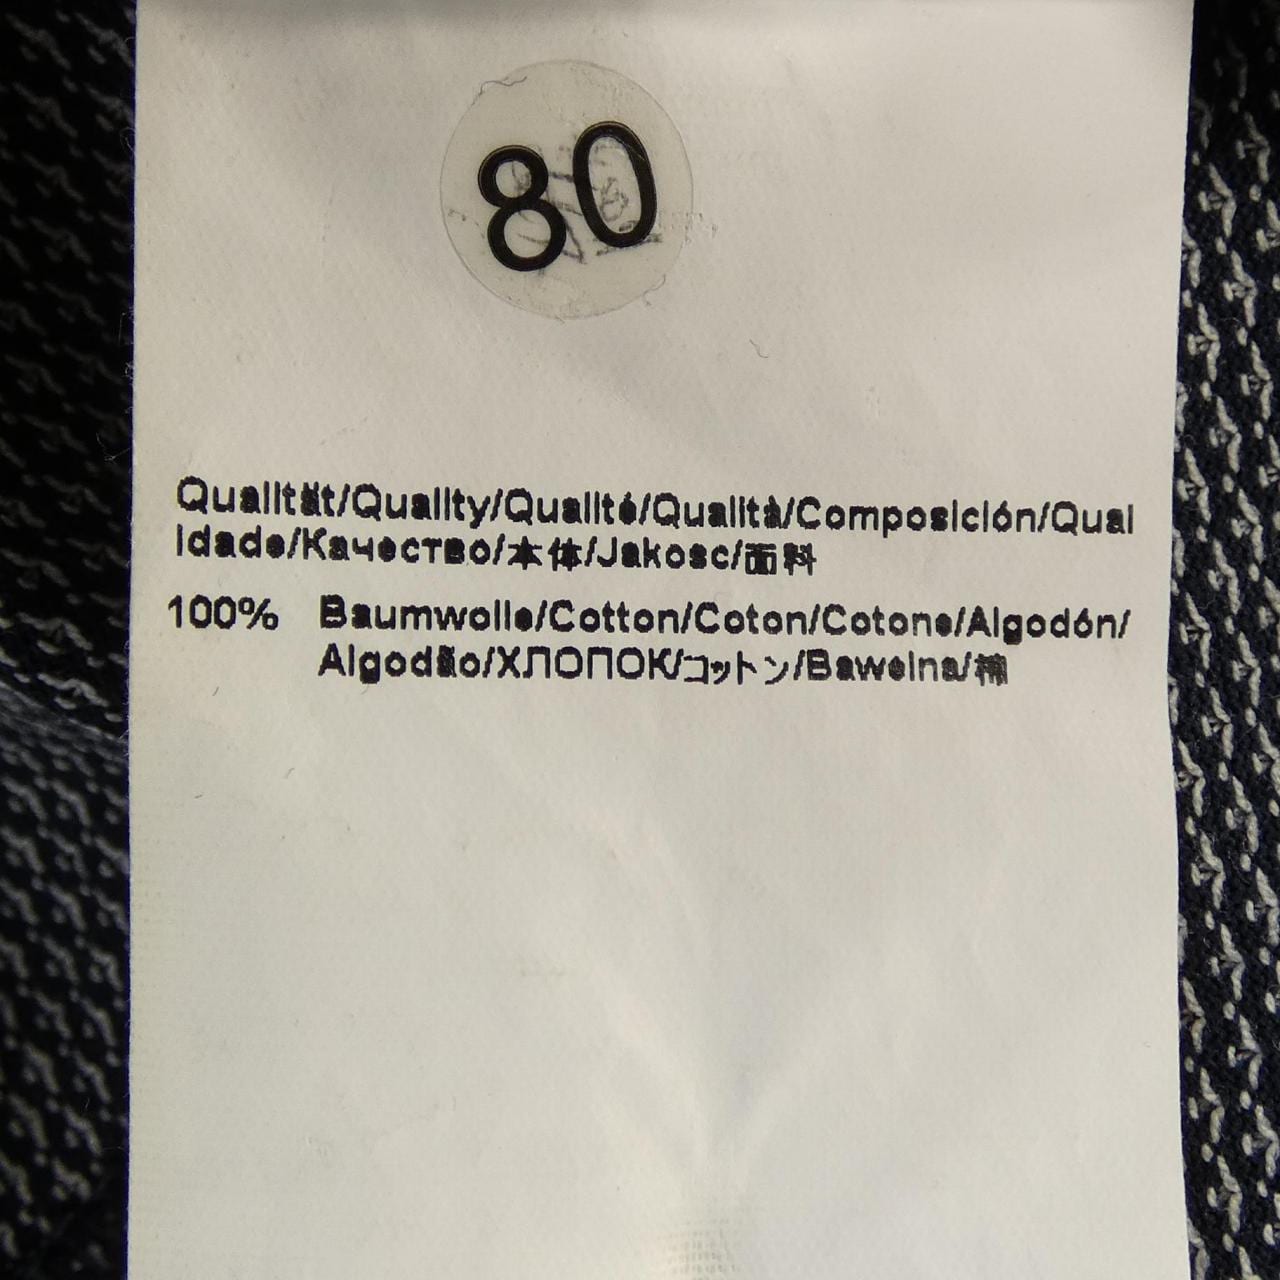 80
Qualität/Quality/Qualité/Qualità/Composición/Qual
idade/Качество/本体/Jakosc/面料
100% Baumwolle/Cotton/Coton/Cotone/Algodón/
Algodão/ХЛОПОК/コットン/Bawelna/棉